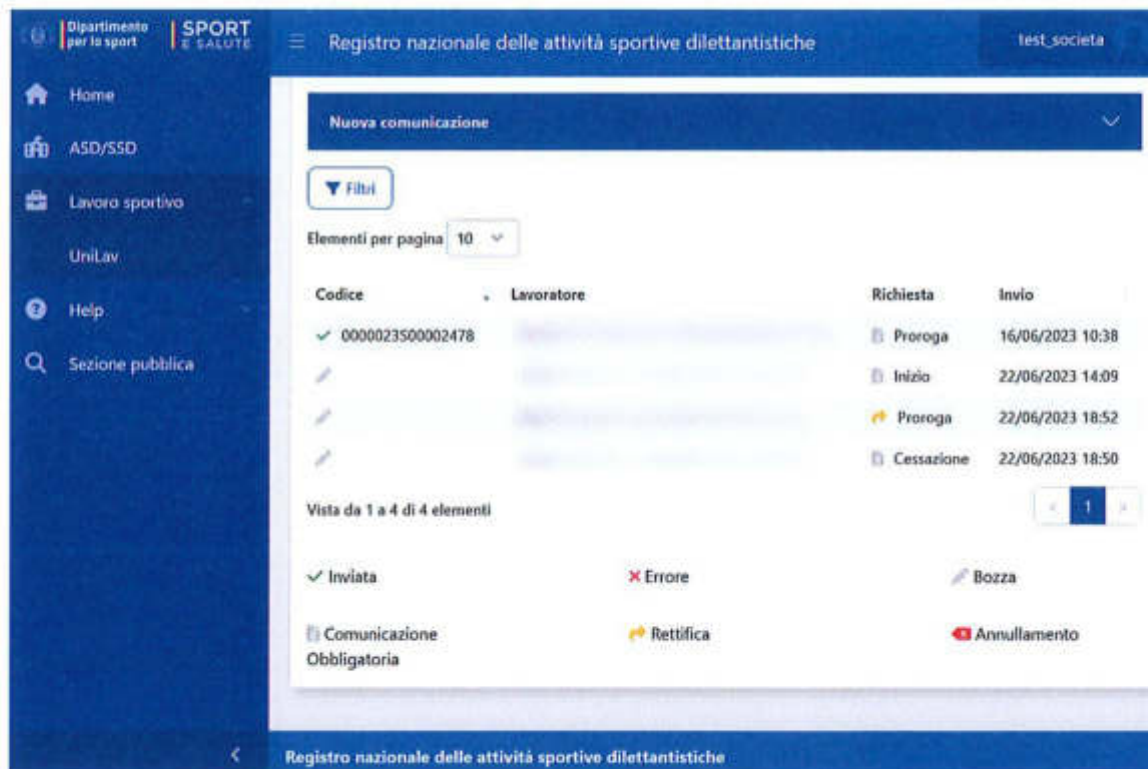 Dipartimento
per lo sport
SPORT
E SALUTE
Registro nazionale delle attività sportive dilettantistiche
test_societa
Home
ASD/SSD
Lavoro sportivo
UniLav
Help
Sezione pubblica
Nuova comunicazione
Filtri
Elementi per pagina 10
Codice Lavoratore Richiesta Invio
0000023S00002478 Proroga 16/06/2023 10:38
Inizio 22/06/2023 14:09
Proroga 22/06/2023 18:52
Cessazione 22/06/2023 18:50
Vista da 1 a 4 di 4 elementi
< 1 >
Inviata Errore Bozza
Comunicazione
Obbligatoria
Rettifica Annullamento
Registro nazionale delle attività sportive dilettantistiche